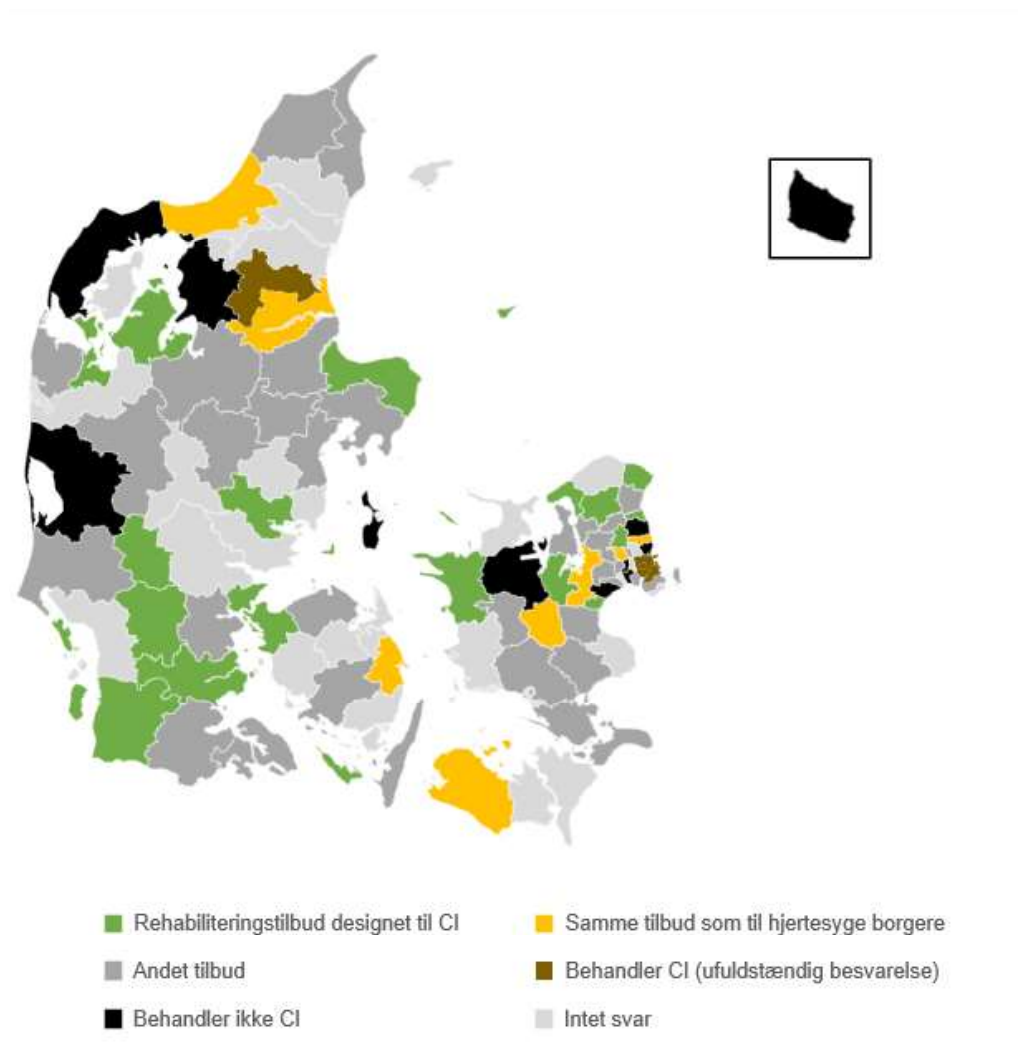 Rehabiliteringstilbud designet til CI
Samme tilbud som til hjertesyge borgere
Andet tilbud
Behandler CI (ufuldstændig besvarelse)
Behandler ikke CI
Intet svar